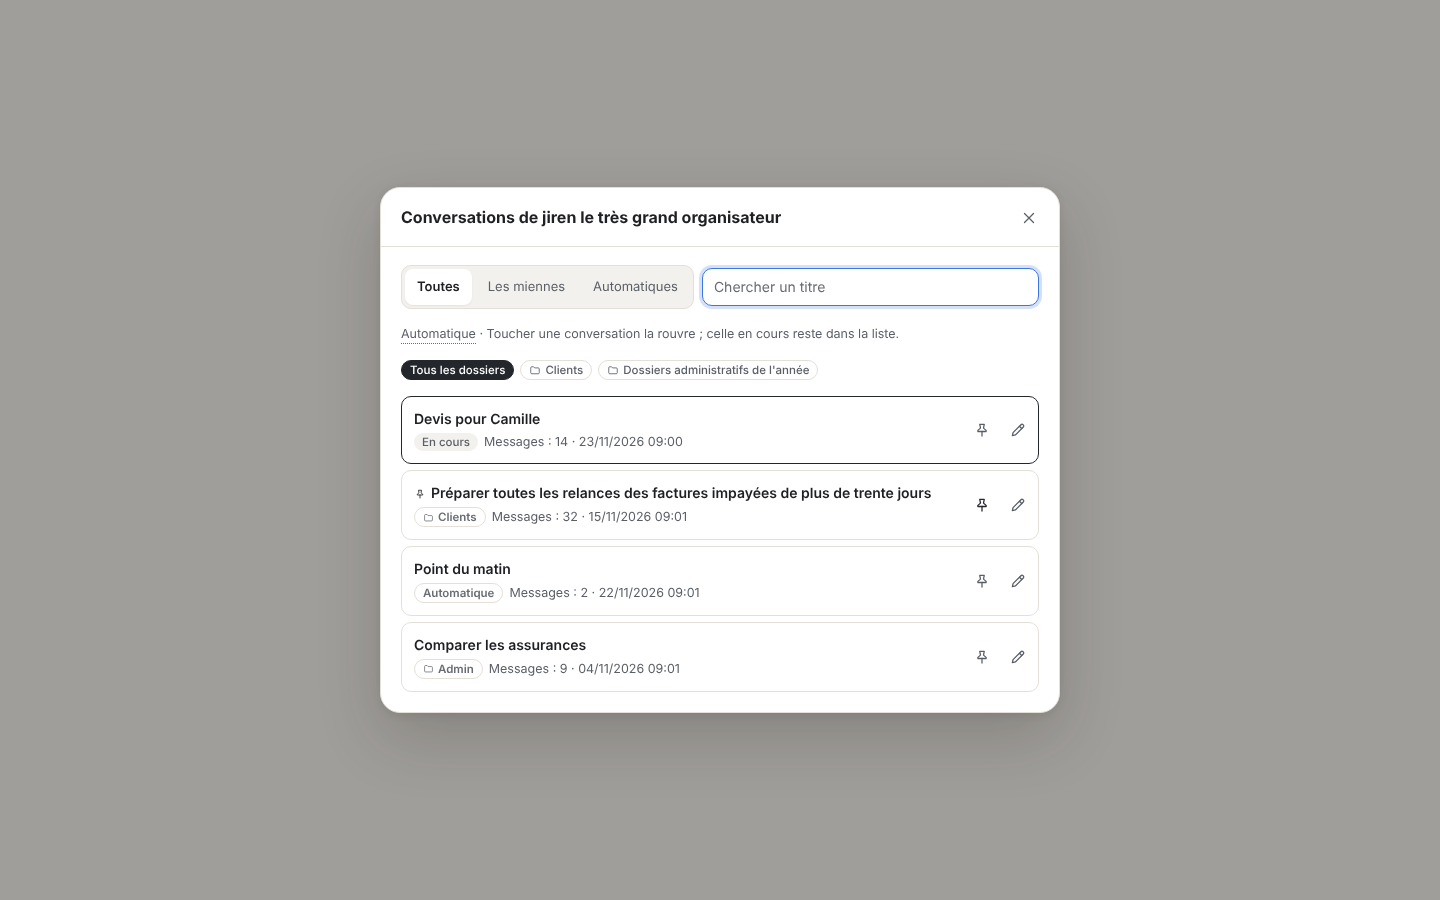 Conversations de jiren le très grand organisateur
Toutes Les miennes Automatiques Chercher un titre
Automatique · Toucher une conversation la rouvre ; celle en cours reste dans la liste.
Tous les dossiers Clients Dossiers administratifs de l'année
Devis pour Camille
En cours Messages : 14 · 23/11/2026 09:00
Préparer toutes les relances des factures impayées de plus de trente jours
Clients Messages : 32 · 15/11/2026 09:01
Point du matin
Automatique Messages : 2 · 22/11/2026 09:01
Comparer les assurances
Admin Messages : 9 · 04/11/2026 09:01